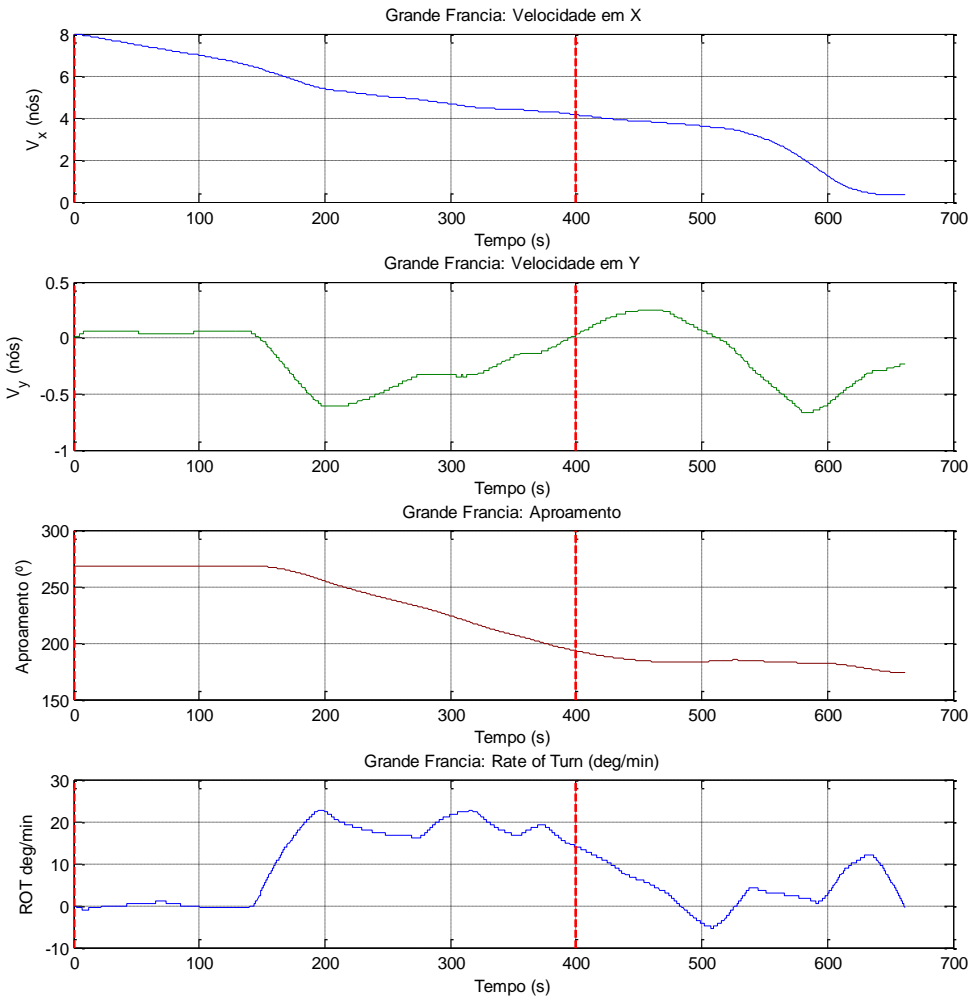 Grande Francia: Velocidade em X
8
6
4
2
0
V_x (nós)
0 100 200 300 400 500 600 700
Tempo (s)
Grande Francia: Velocidade em Y
0.5
0
-0.5
-1
V_y (nós)
0 100 200 300 400 500 600 700
Tempo (s)
Grande Francia: Aproamento
300
250
200
150
Aproamento (º)
0 100 200 300 400 500 600 700
Tempo (s)
Grande Francia: Rate of Turn (deg/min)
30
20
10
0
-10
ROT deg/min
0 100 200 300 400 500 600 700
Tempo (s)